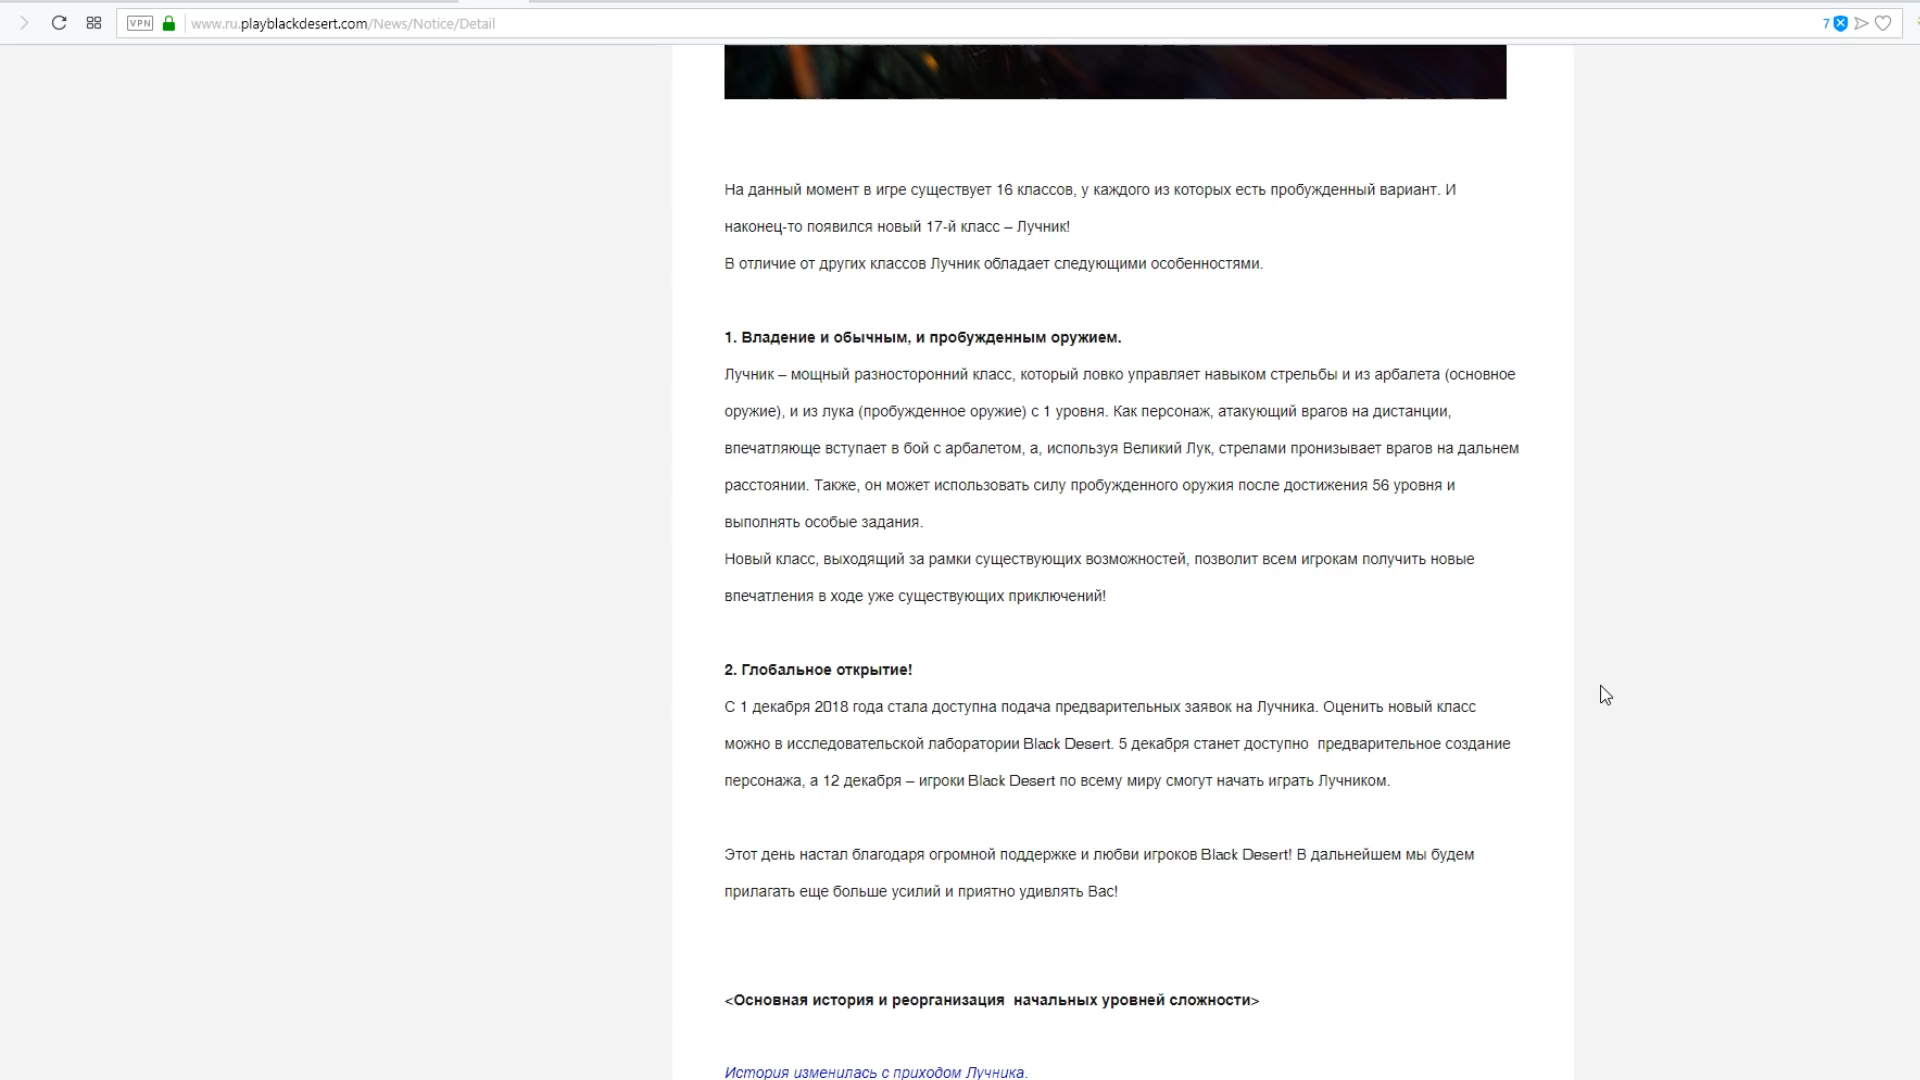 VPN www.ru.playblackdesert.com/News/Notice/Detail 7
На данный момент в игре существует 16 классов, у каждого из которых есть пробужденный вариант. И
наконец-то появился новый 17-й класс – Лучник!
В отличие от других классов Лучник обладает следующими особенностями.
1. Владение и обычным, и пробужденным оружием.
Лучник – мощный разносторонний класс, который ловко управляет навыком стрельбы и из арбалета (основное
оружие), и из лука (пробужденное оружие) с 1 уровня. Как персонаж, атакующий врагов на дистанции,
впечатляюще вступает в бой с арбалетом, а, используя Великий Лук, стрелами пронизывает врагов на дальнем
расстоянии. Также, он может использовать силу пробужденного оружия после достижения 56 уровня и
выполнять особые задания.
Новый класс, выходящий за рамки существующих возможностей, позволит всем игрокам получить новые
впечатления в ходе уже существующих приключений!
2. Глобальное открытие!
С 1 декабря 2018 года стала доступна подача предварительных заявок на Лучника. Оценить новый класс
можно в исследовательской лаборатории Black Desert. 5 декабря станет доступно  предварительное создание
персонажа, а 12 декабря – игроки Black Desert по всему миру смогут начать играть Лучником.
Этот день настал благодаря огромной поддержке и любви игроков Black Desert! В дальнейшем мы будем
прилагать еще больше усилий и приятно удивлять Вас!
<Основная история и реорганизация  начальных уровней сложности>
История изменилась с приходом Лучника.